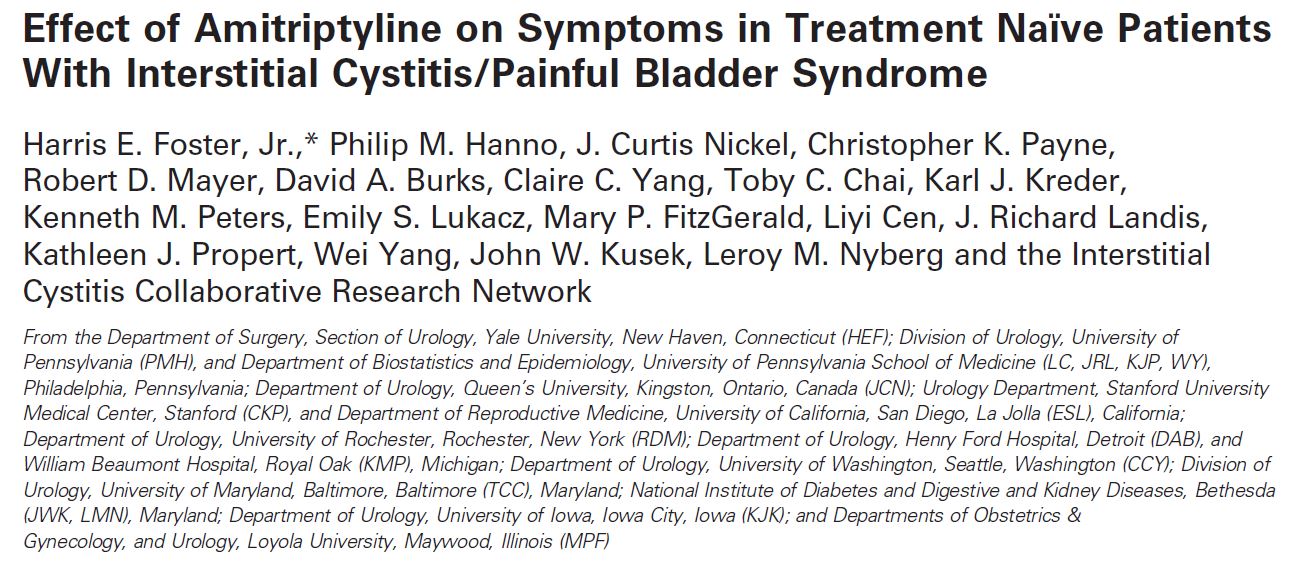 Effect of Amitriptyline on Symptoms in Treatment Naïve Patients
With Interstitial Cystitis/Painful Bladder Syndrome
Harris E. Foster, Jr.,* Philip M. Hanno, J. Curtis Nickel, Christopher K. Payne,
Robert D. Mayer, David A. Burks, Claire C. Yang, Toby C. Chai, Karl J. Kreder,
Kenneth M. Peters, Emily S. Lukacz, Mary P. FitzGerald, Liyi Cen, J. Richard Landis,
Kathleen J. Propert, Wei Yang, John W. Kusek, Leroy M. Nyberg and the Interstitial
Cystitis Collaborative Research Network
From the Department of Surgery, Section of Urology, Yale University, New Haven, Connecticut (HEF); Division of Urology, University of
Pennsylvania (PMH), and Department of Biostatistics and Epidemiology, University of Pennsylvania School of Medicine (LC, JRL, KJP, WY),
Philadelphia, Pennsylvania; Department of Urology, Queen's University, Kingston, Ontario, Canada (JCN); Urology Department, Stanford University
Medical Center, Stanford (CKP), and Department of Reproductive Medicine, University of California, San Diego, La Jolla (ESL), California;
Department of Urology, University of Rochester, Rochester, New York (RDM); Department of Urology, Henry Ford Hospital, Detroit (DAB), and
William Beaumont Hospital, Royal Oak (KMP), Michigan; Department of Urology, University of Washington, Seattle, Washington (CCY); Division of
Urology, University of Maryland, Baltimore, Baltimore (TCC), Maryland; National Institute of Diabetes and Digestive and Kidney Diseases, Bethesda
(JWK, LMN), Maryland; Department of Urology, University of Iowa, Iowa City, Iowa (KJK); and Departments of Obstetrics &
Gynecology, and Urology, Loyola University, Maywood, Illinois (MPF)